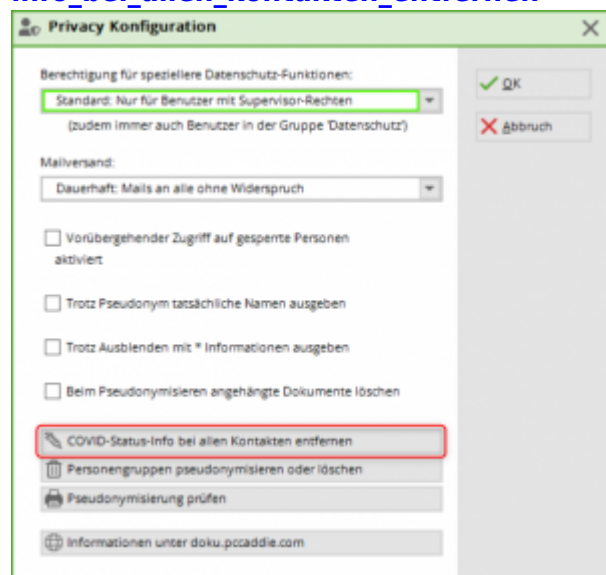 info_bei_allen_kontakten_entfernen
Privacy Konfiguration
Berechtigung für speziellere Datenschutz-Funktionen:
Standard: Nur für Benutzer mit Supervisor-Rechten
(zudem immer auch Benutzer in der Gruppe 'Datenschutz')
Mailversand:
Dauerhaft: Mails an alle ohne Widerspruch
Vorübergehender Zugriff auf gesperrte Personen
aktiviert
Trotz Pseudonym tatsächliche Namen ausgeben
Trotz Ausblenden mit * Informationen ausgeben
Beim Pseudonymisieren angehängte Dokumente löschen
COVID-Status-Info bei allen Kontakten entfernen
Personengruppen pseudonymisieren oder löschen
Pseudonymisierung prüfen
Informationen unter doku.pccaddie.com
OK
Abbruch